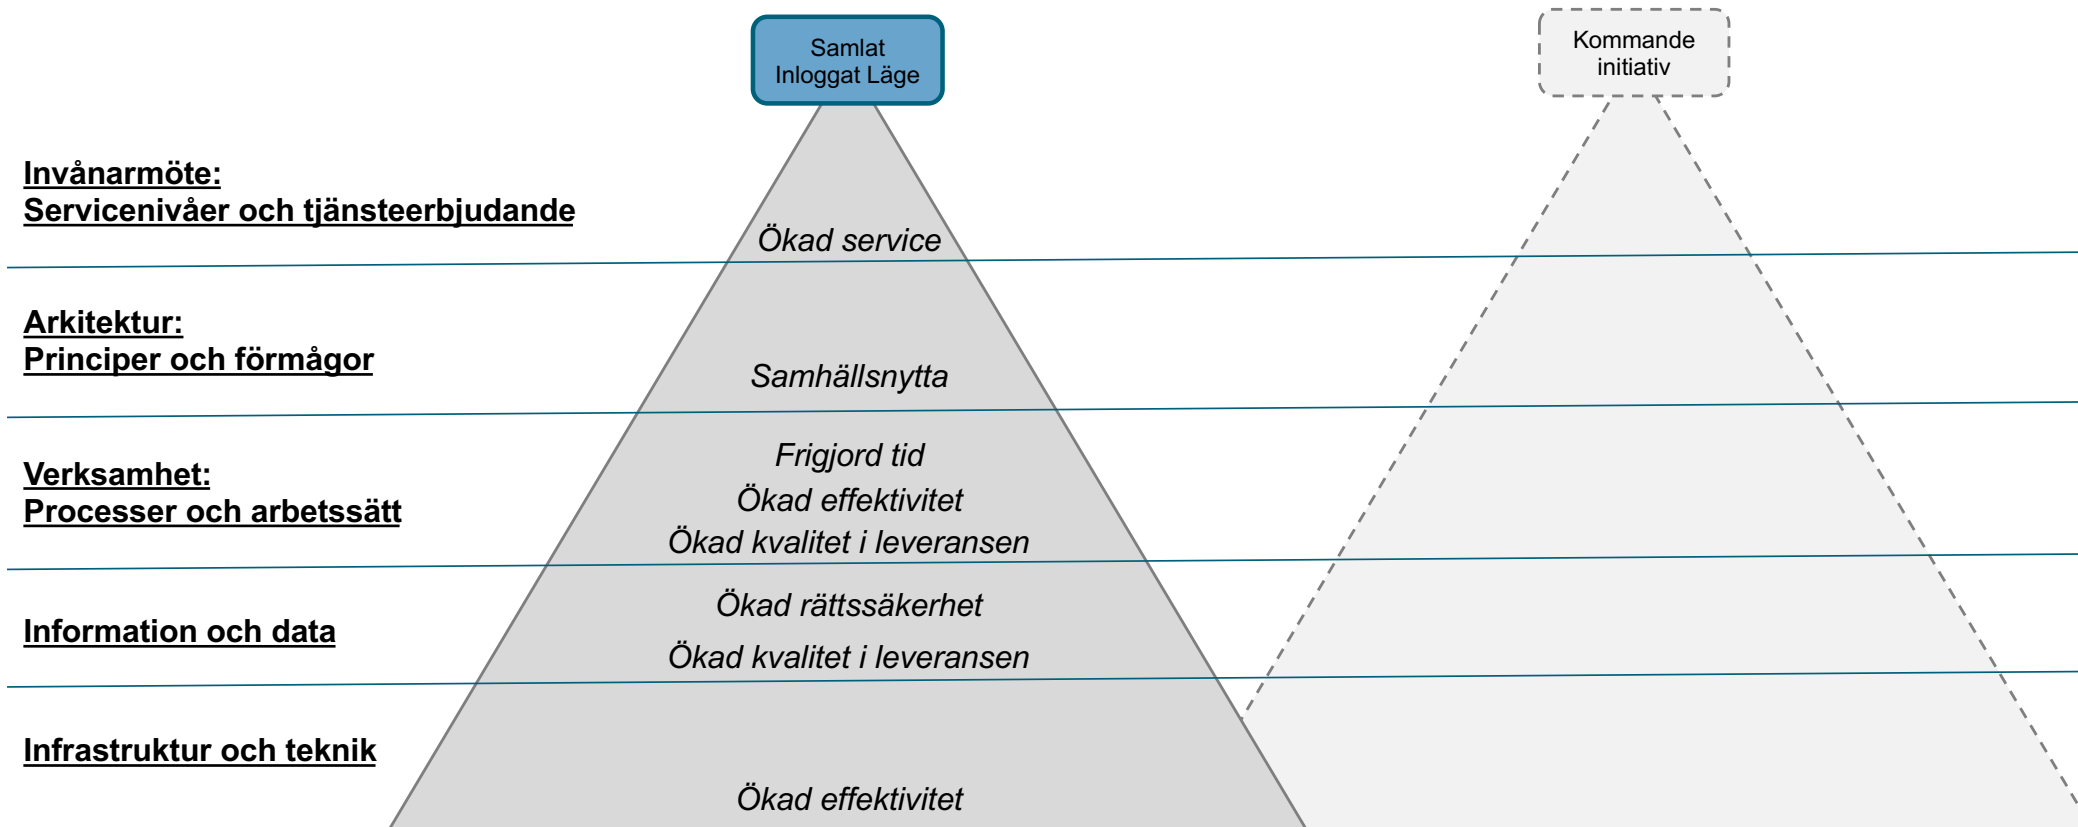 Samlat
Inloggat Läge
Kommande
initiativ
Invånarmöte:
Servicenivåer och tjänsteerbjudande
Ökad service
Arkitektur:
Principer och förmågor
Samhällsnytta
Verksamhet:
Processer och arbetssätt
Frigjord tid
Ökad effektivitet
Ökad kvalitet i leveransen
Information och data
Ökad rättssäkerhet
Ökad kvalitet i leveransen
Infrastruktur och teknik
Ökad effektivitet